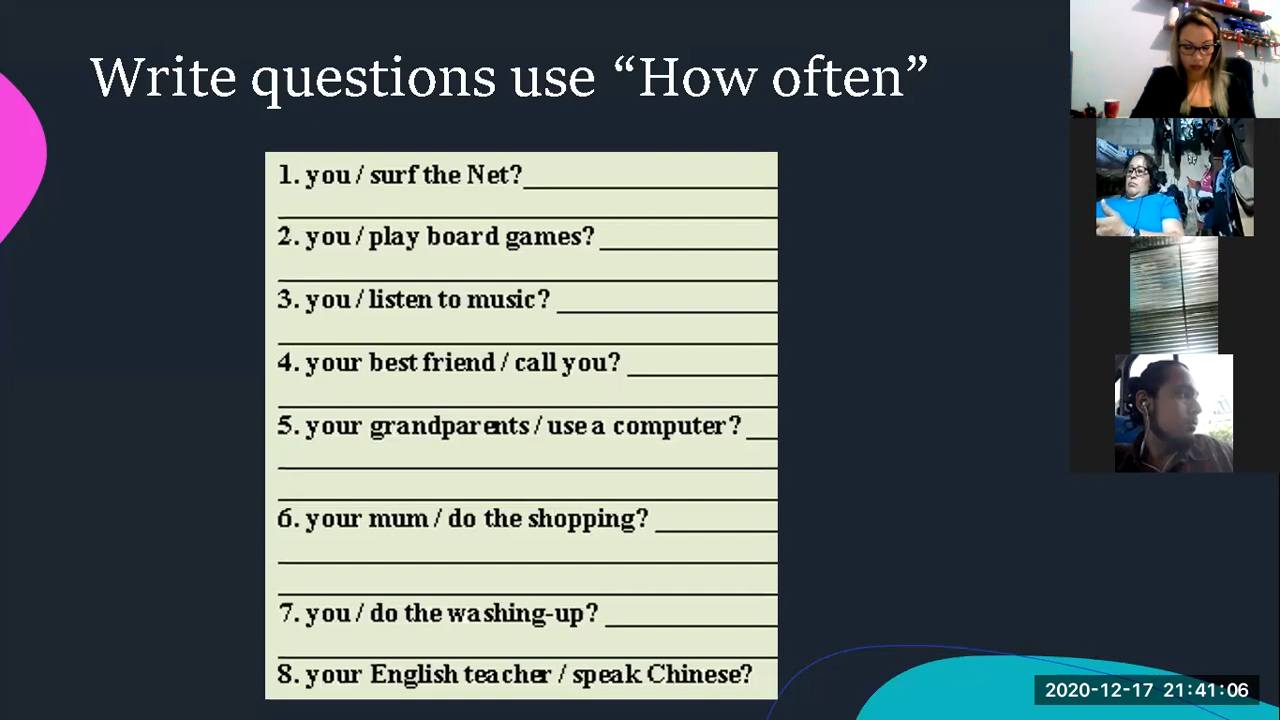 Write questions use “How often”
1. you / surf the Net?
2. you / play board games?
3. you / listen to music?
4. your best friend / call you?
5. your grandparents / use a computer?
6. your mum / do the shopping?
7. you / do the washing-up?
8. your English teacher / speak Chinese?
2020-12-17 21:41:06